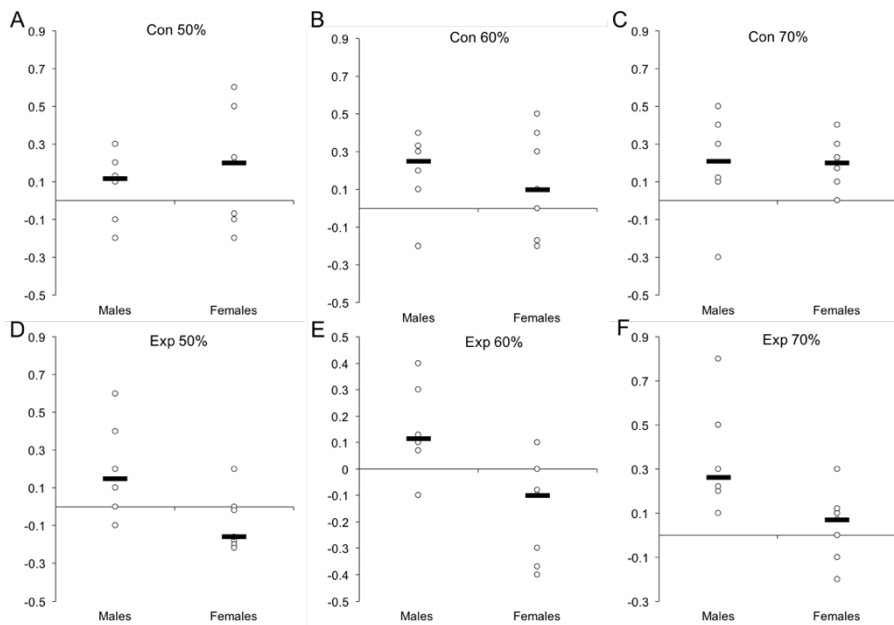 A
Con 50%
0.9
0.7
0.5
0.3
0.1
-0.1
-0.3
-0.5
Males
Females
B
Con 60%
0.9
0.7
0.5
0.3
0.1
-0.1
-0.3
-0.5
Males
Females
C
Con 70%
0.9
0.7
0.5
0.3
0.1
-0.1
-0.3
-0.5
Males
Females
D
Exp 50%
0.9
0.7
0.5
0.3
0.1
-0.1
-0.3
-0.5
Males
Females
E
Exp 60%
0.5
0.4
0.3
0.2
0.1
0
-0.1
-0.2
-0.3
-0.4
-0.5
Males
Females
F
Exp 70%
0.9
0.7
0.5
0.3
0.1
-0.1
-0.3
Males
Females